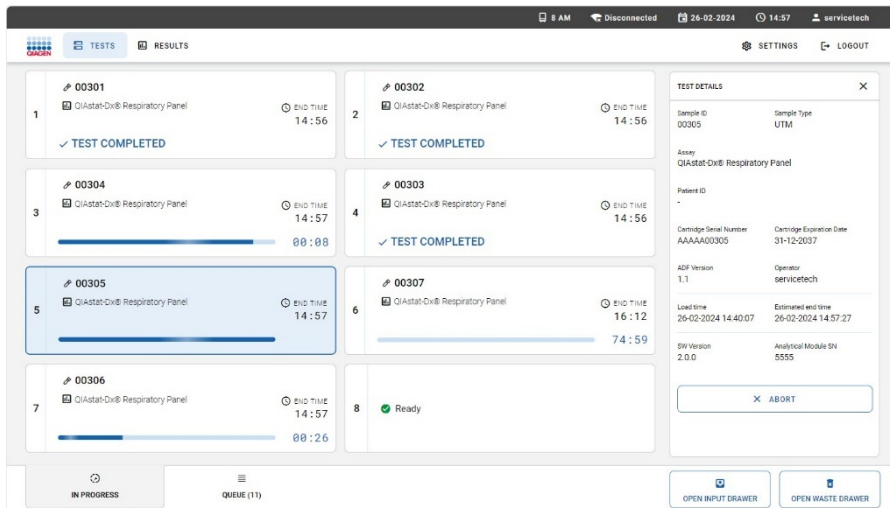 8 AM Disconnected 26-02-2024 14:57 servicetech
QIAGEN TESTS RESULTS SETTINGS LOGOUT
1
00301
QIAstat-Dx® Respiratory Panel
END TIME
14:56
TEST COMPLETED
2
00302
QIAstat-Dx® Respiratory Panel
END TIME
14:56
TEST COMPLETED
3
00304
QIAstat-Dx® Respiratory Panel
END TIME
14:57
00:08
4
00303
QIAstat-Dx® Respiratory Panel
END TIME
14:56
TEST COMPLETED
5
00305
QIAstat-Dx® Respiratory Panel
END TIME
14:57
6
00307
QIAstat-Dx® Respiratory Panel
END TIME
16:12
74:59
7
00306
QIAstat-Dx® Respiratory Panel
END TIME
14:57
00:26
8
Ready
TEST DETAILS
Sample ID Sample Type
00305 UTM
Assay
QIAstat-Dx® Respiratory Panel
Patient ID
-
Cartridge Serial Number Cartridge Expiration Date
AAAAA00305 31-12-2037
ADF Version Operator
1.1 servicetech
Load time Estimated end time
26-02-2024 14:40:07 26-02-2024 14:57:27
SW Version Analytical Module SN
2.0.0 5555
ABORT
IN PROGRESS QUEUE (11)
OPEN INPUT DRAWER OPEN WASTE DRAWER